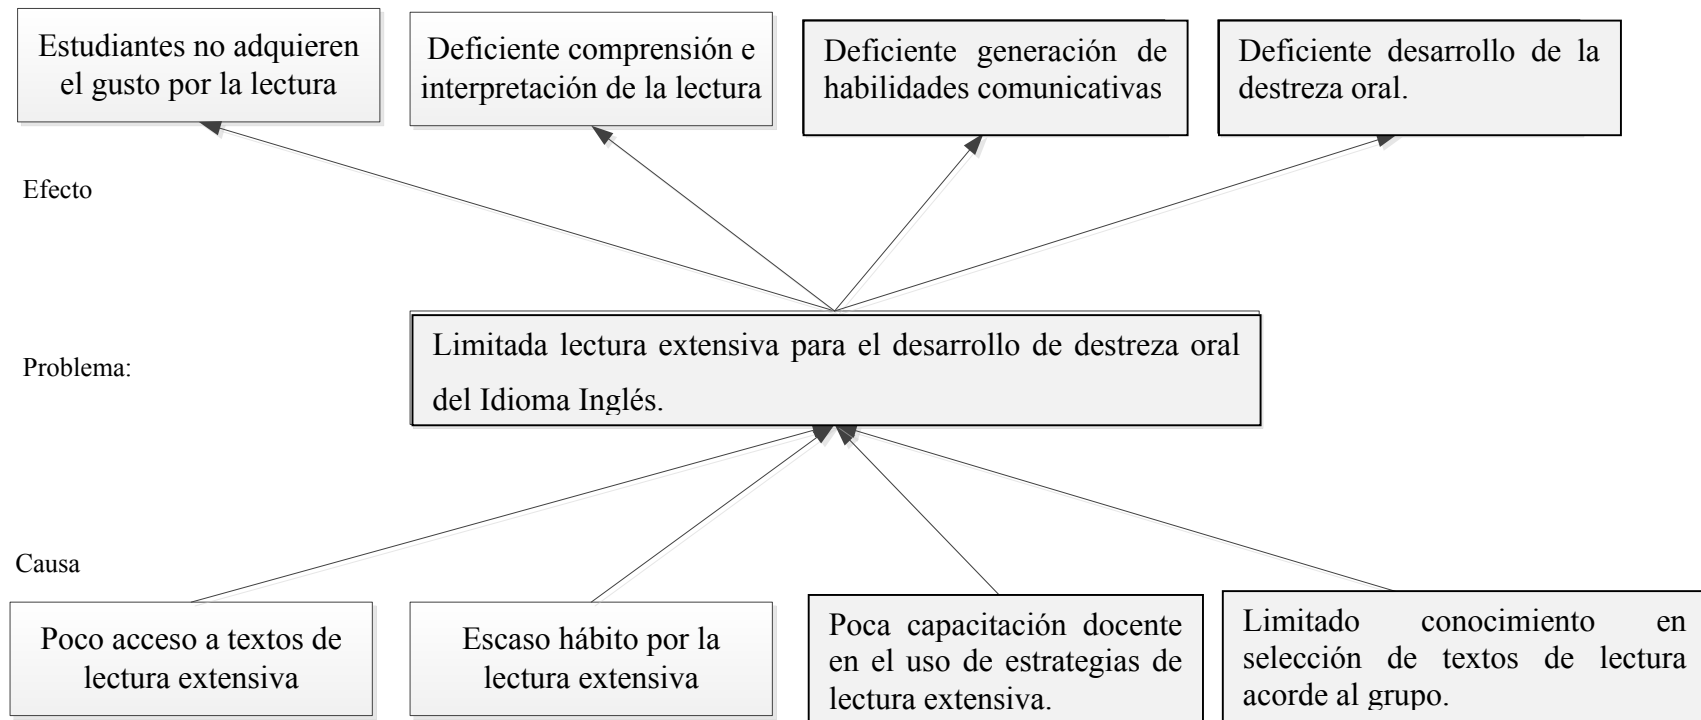 Estudiantes no adquieren
el gusto por la lectura
Deficiente comprensión e
interpretación de la lectura
Deficiente generación de
habilidades comunicativas
Deficiente desarrollo de la
destreza oral.
Efecto
Problema:
Limitada lectura extensiva para el desarrollo de destreza oral
del Idioma Inglés.
Causa
Poco acceso a textos de
lectura extensiva
Escaso hábito por la
lectura extensiva
Poca capacitación docente
en el uso de estrategias de
lectura extensiva.
Limitado conocimiento en
selección de textos de lectura
acorde al grupo.